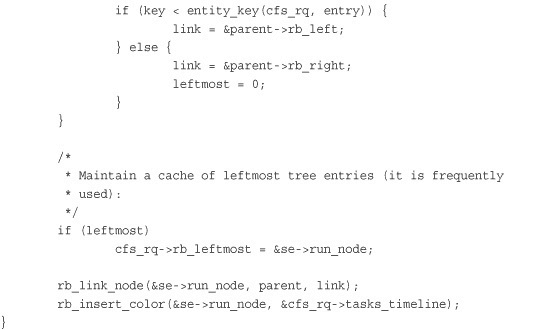 if (key < entity_key(cfs_rq, entry)) {
link = &parent->rb_left;
} else {
link = &parent->rb_right;
leftmost = 0;
}
}
/*
* Maintain a cache of leftmost tree entries (it is frequently
* used):
*/
if (leftmost)
cfs_rq->rb_leftmost = &se->run_node;
rb_link_node(&se->run_node, parent, link);
rb_insert_color(&se->run_node, &cfs_rq->tasks_timeline);
}